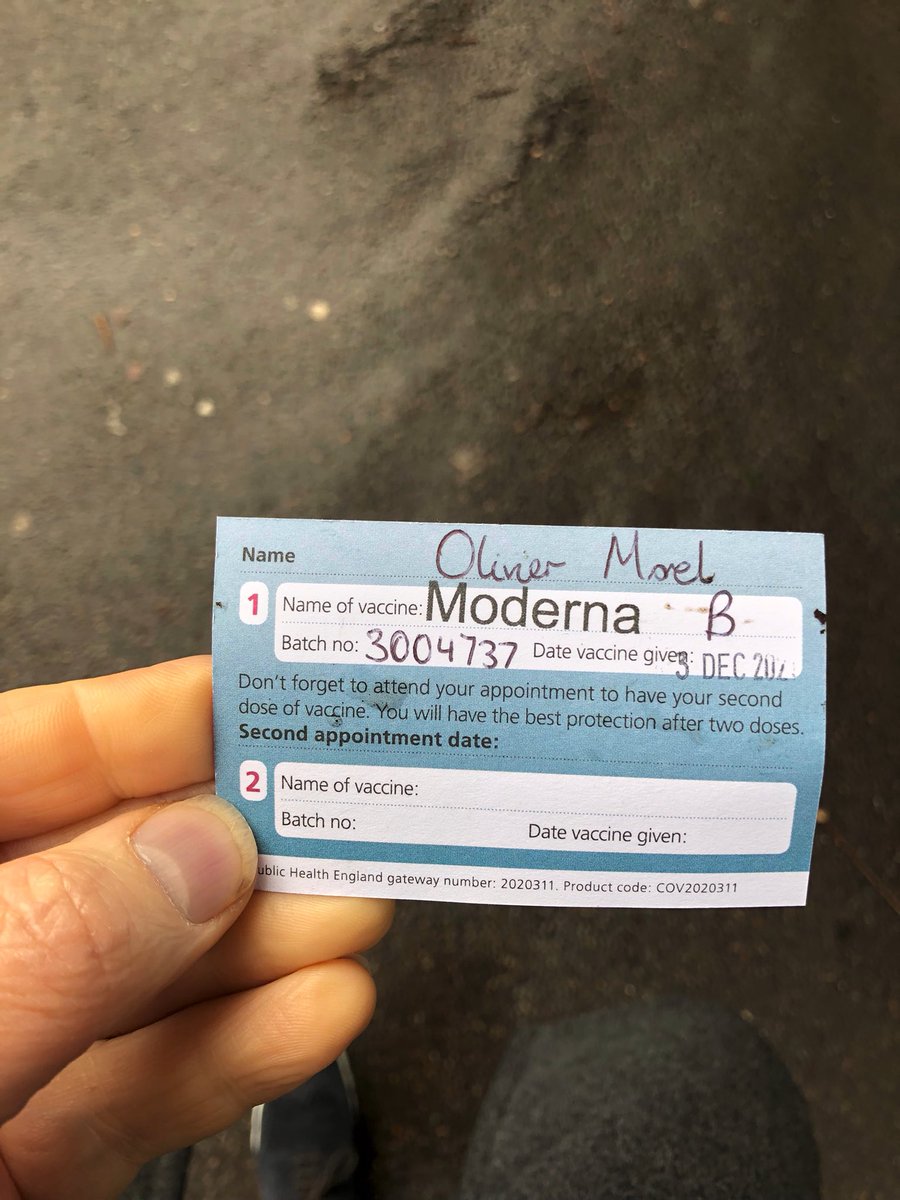 Name Olivier Morel
1 Name of vaccine: Moderna B
Batch no: 3004737 Date vaccine given: 3 DEC
Don't forget to attend your appointment to have your second
dose of vaccine. You will have the best protection after two doses.
Second appointment date:
2 Name of vaccine:
Batch no: Date vaccine given:
ublic Health England gateway number: 2020311. Product code: COV2020311